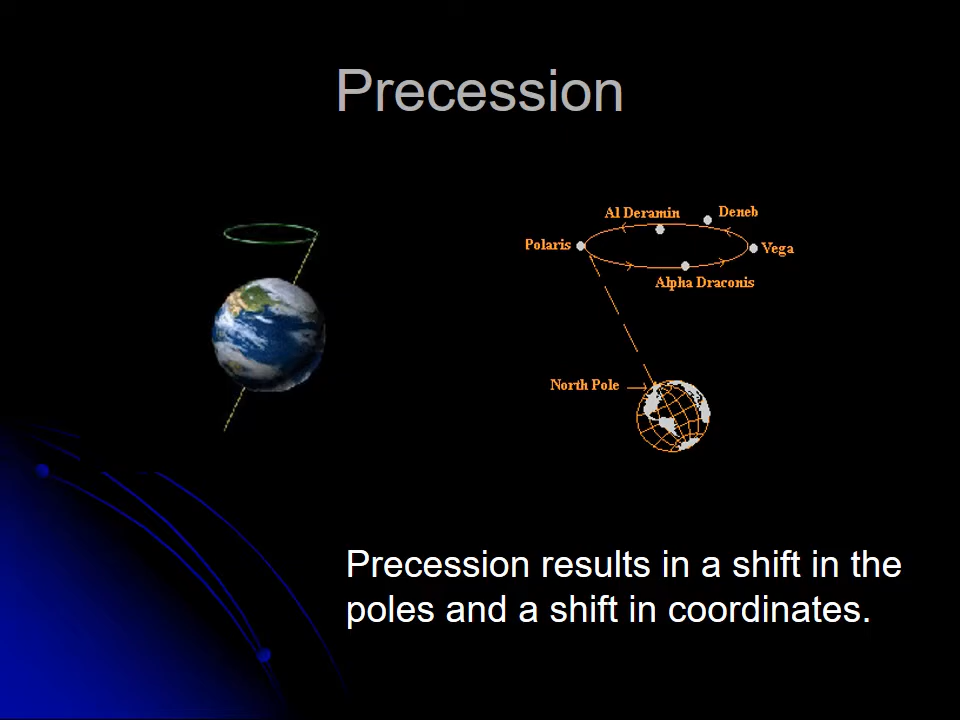 Precession
Al Deramin
Deneb
Polaris
Vega
Alpha Draconis
North Pole
Precession results in a shift in the
poles and a shift in coordinates.